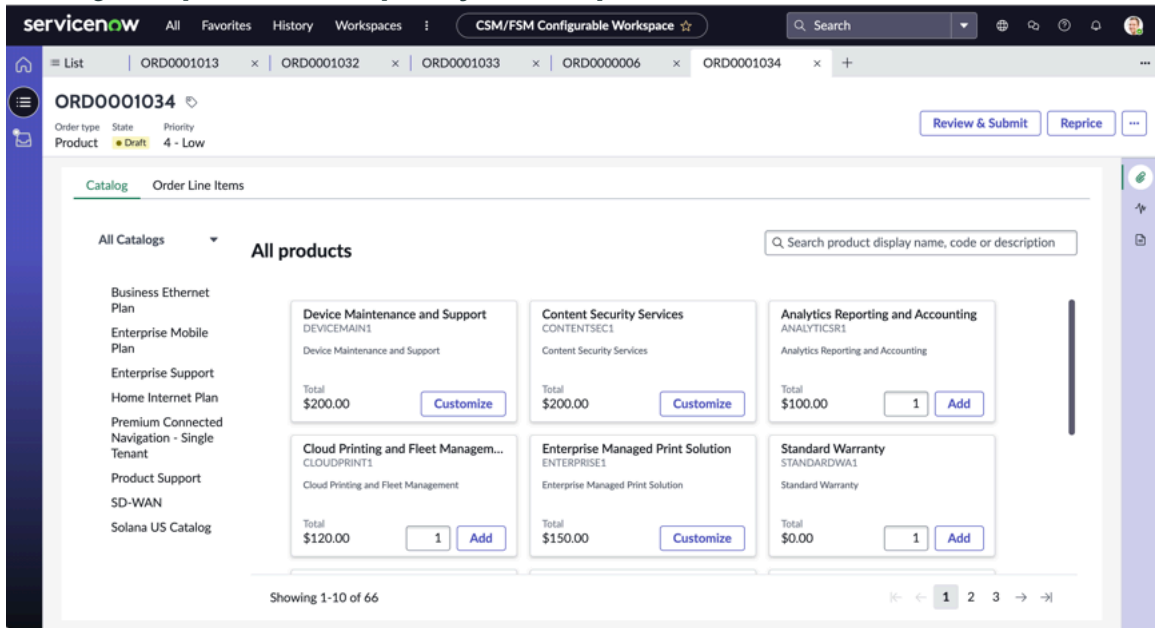 servicenow All Favorites History Workspaces CSM/FSM Configurable Workspace ☆ Search
List ORD0001013 × ORD0001032 × ORD0001033 × ORD0000006 × ORD0001034 × +
ORD0001034
Order type State Priority
Product Draft 4 - Low
Review & Submit Reprice
Catalog Order Line Items
All Catalogs
All products
Search product display name, code or description
Business Ethernet
Plan
Enterprise Mobile
Plan
Enterprise Support
Home Internet Plan
Premium Connected
Navigation - Single
Tenant
Product Support
SD-WAN
Solana US Catalog
Device Maintenance and Support
DEVICEMAIN1
Device Maintenance and Support
Total
$200.00 Customize
Content Security Services
CONTENTSEC1
Content Security Services
Total
$200.00 Customize
Analytics Reporting and Accounting
ANALYTICSR1
Analytics Reporting and Accounting
Total
$100.00 1 Add
Cloud Printing and Fleet Managem...
CLOUDPRINT1
Cloud Printing and Fleet Management
Total
$120.00 1 Add
Enterprise Managed Print Solution
ENTERPRISE1
Enterprise Managed Print Solution
Total
$150.00 Customize
Standard Warranty
STANDARDWA1
Standard Warranty
Total
$0.00 1 Add
Showing 1-10 of 66
1 2 3